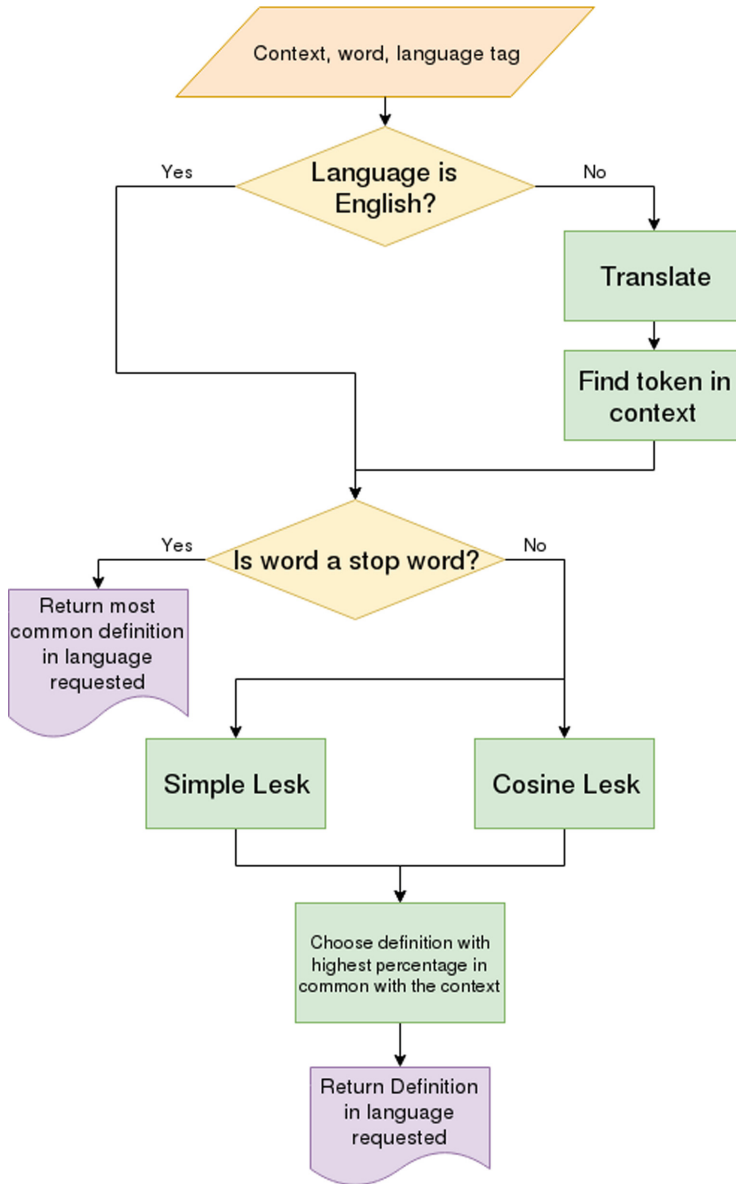 Context, word, language tag
Language is
English?
Yes
No
Translate
Find token in
context
Is word a stop word?
Yes
No
Return most
common definition
in language
requested
Simple Lesk
Cosine Lesk
Choose definition with
highest percentage in
common with the context
Return Definition
in language
requested